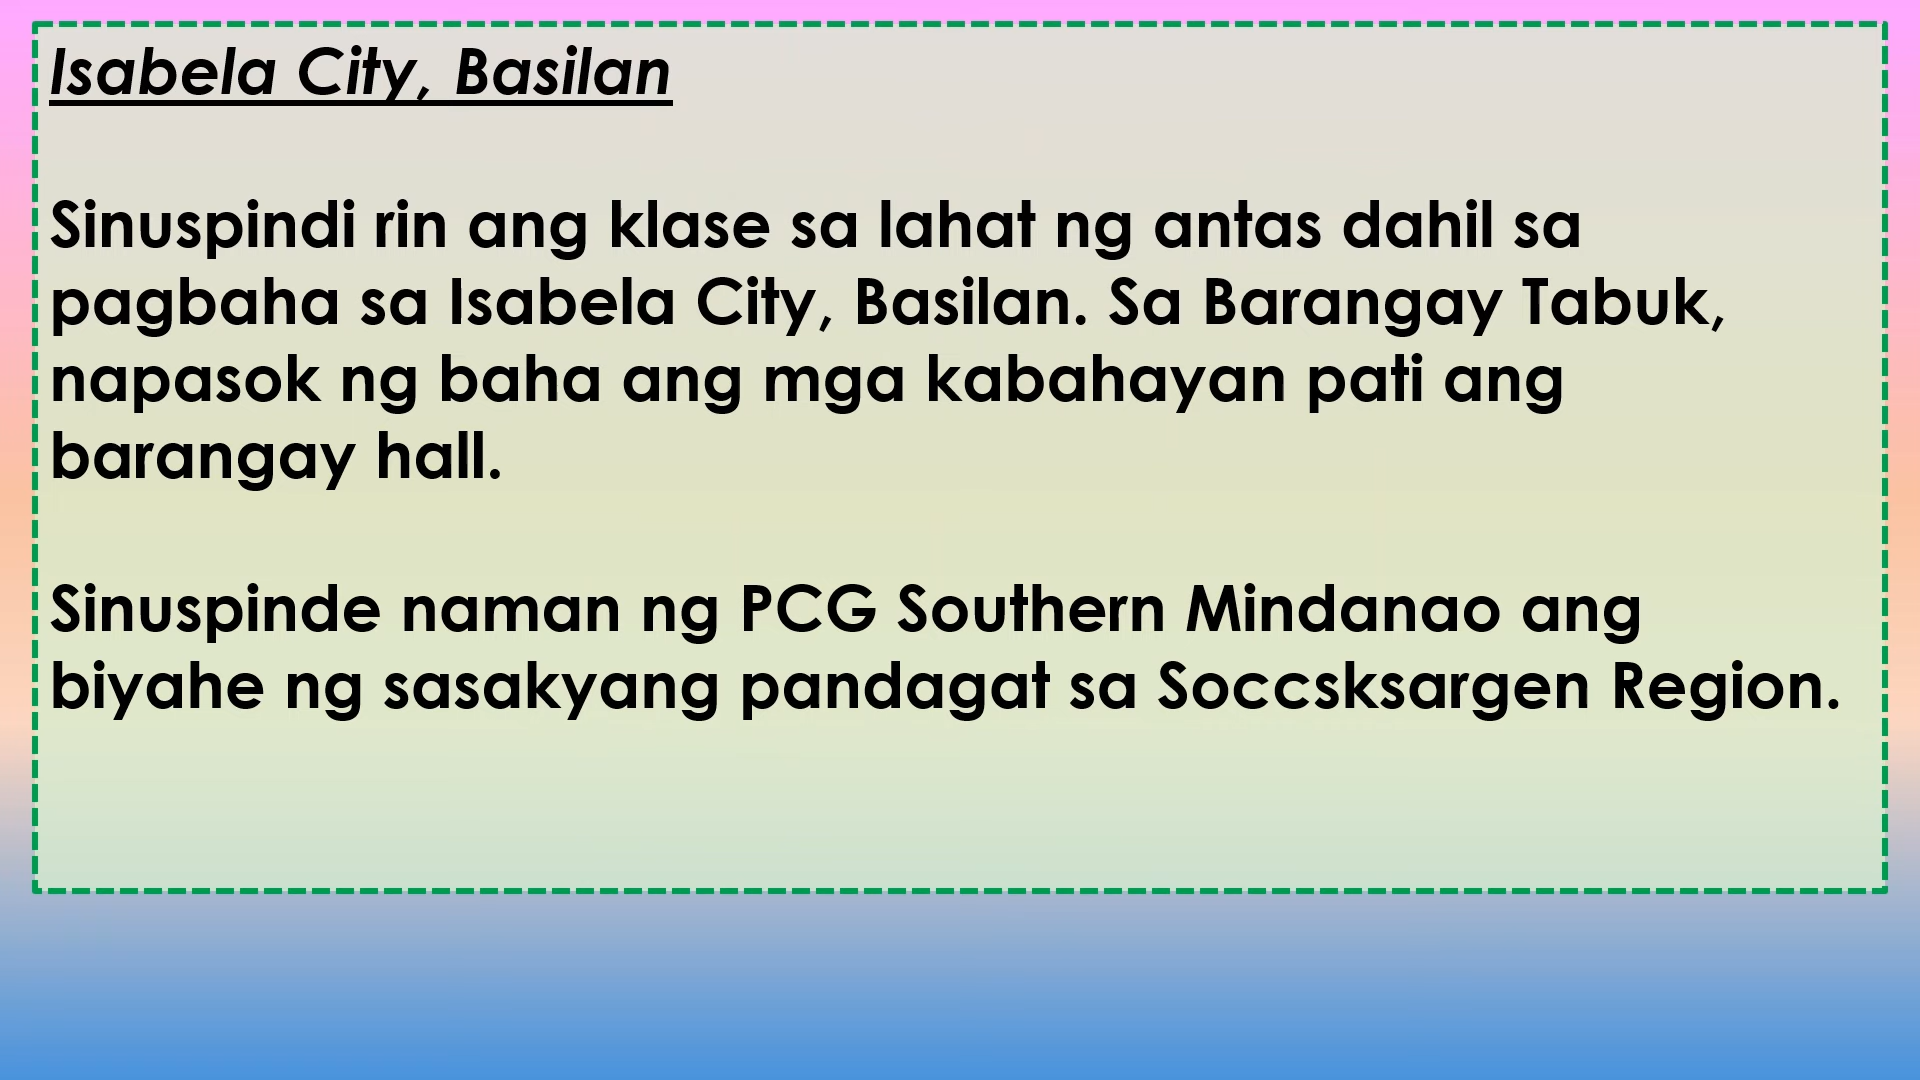 Isabela City, Basilan
Sinuspindi rin ang klase sa lahat ng antas dahil sa
pagbaha sa Isabela City, Basilan. Sa Barangay Tabuk,
napasok ng baha ang mga kabahayan pati ang
barangay hall.
Sinuspinde naman ng PCG Southern Mindanao ang
biyahe ng sasakyang pandagat sa Soccsksargen Region.